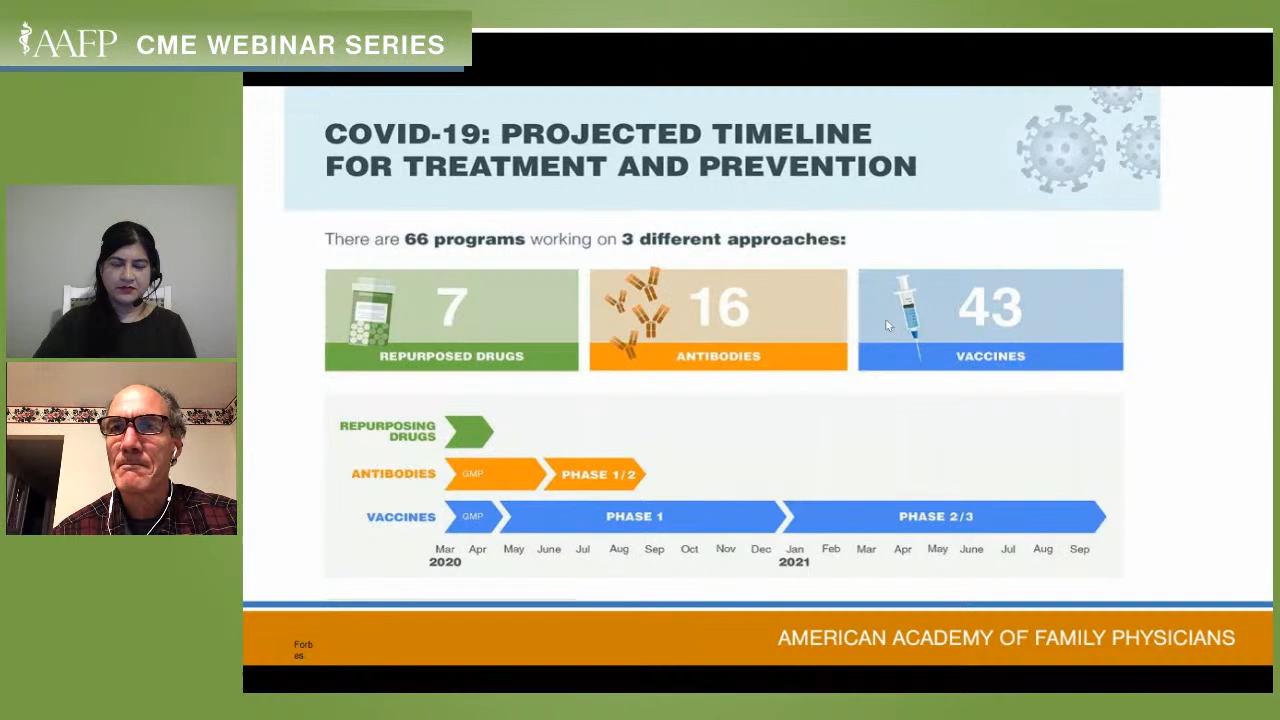 AAFP CME WEBINAR SERIES
COVID-19: PROJECTED TIMELINE
FOR TREATMENT AND PREVENTION
There are 66 programs working on 3 different approaches:
7
REPURPOSED DRUGS
16
ANTIBODIES
43
VACCINES
REPURPOSING
DRUGS
ANTIBODIES GMP PHASE 1/2
VACCINES GMP PHASE 1 PHASE 2/3
Mar Apr May June Jul Aug Sep Oct Nov Dec Jan Feb Mar Apr May June Jul Aug Sep
2020 2021
Forb
es
AMERICAN ACADEMY OF FAMILY PHYSICIANS